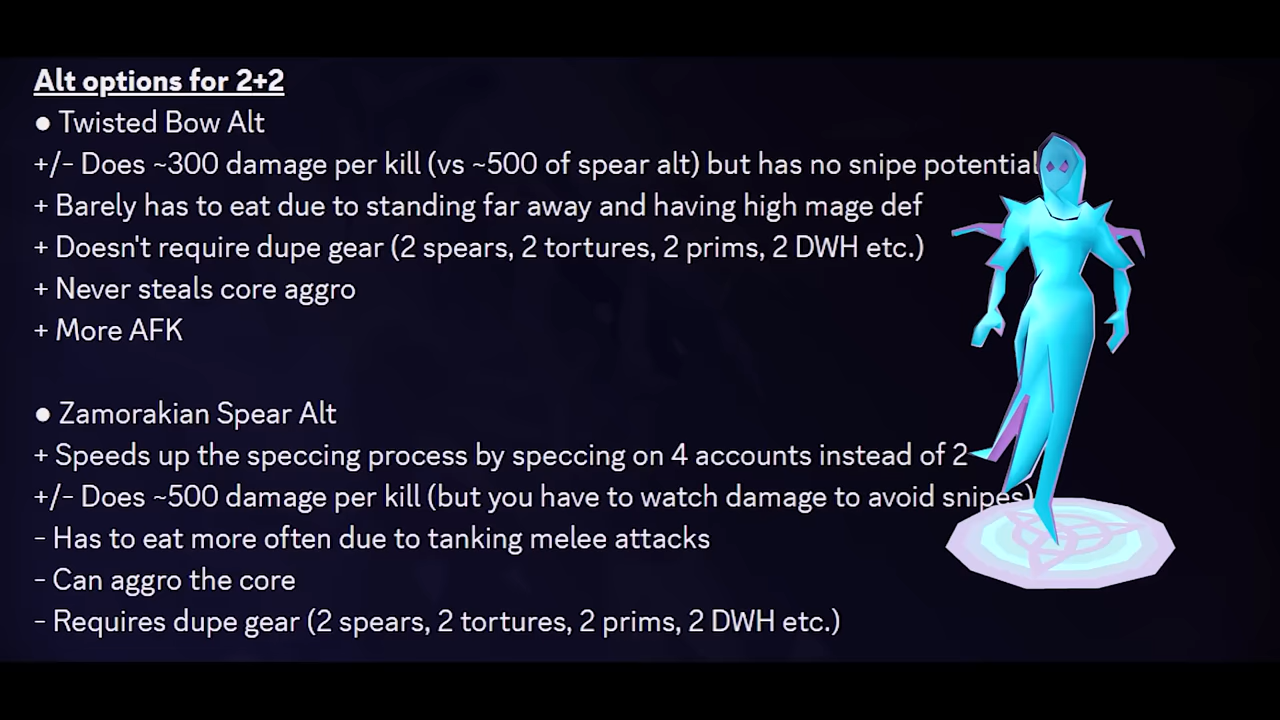 Alt options for 2+2
● Twisted Bow Alt
+/- Does ~300 damage per kill (vs ~500 of spear alt) but has no snipe potential
+ Barely has to eat due to standing far away and having high mage def
+ Doesn't require dupe gear (2 spears, 2 tortures, 2 prims, 2 DWH etc.)
+ Never steals core aggro
+ More AFK
● Zamorakian Spear Alt
+ Speeds up the speccing process by speccing on 4 accounts instead of 2
+/- Does ~500 damage per kill (but you have to watch damage to avoid snipes)
- Has to eat more often due to tanking melee attacks
- Can aggro the core
- Requires dupe gear (2 spears, 2 tortures, 2 prims, 2 DWH etc.)